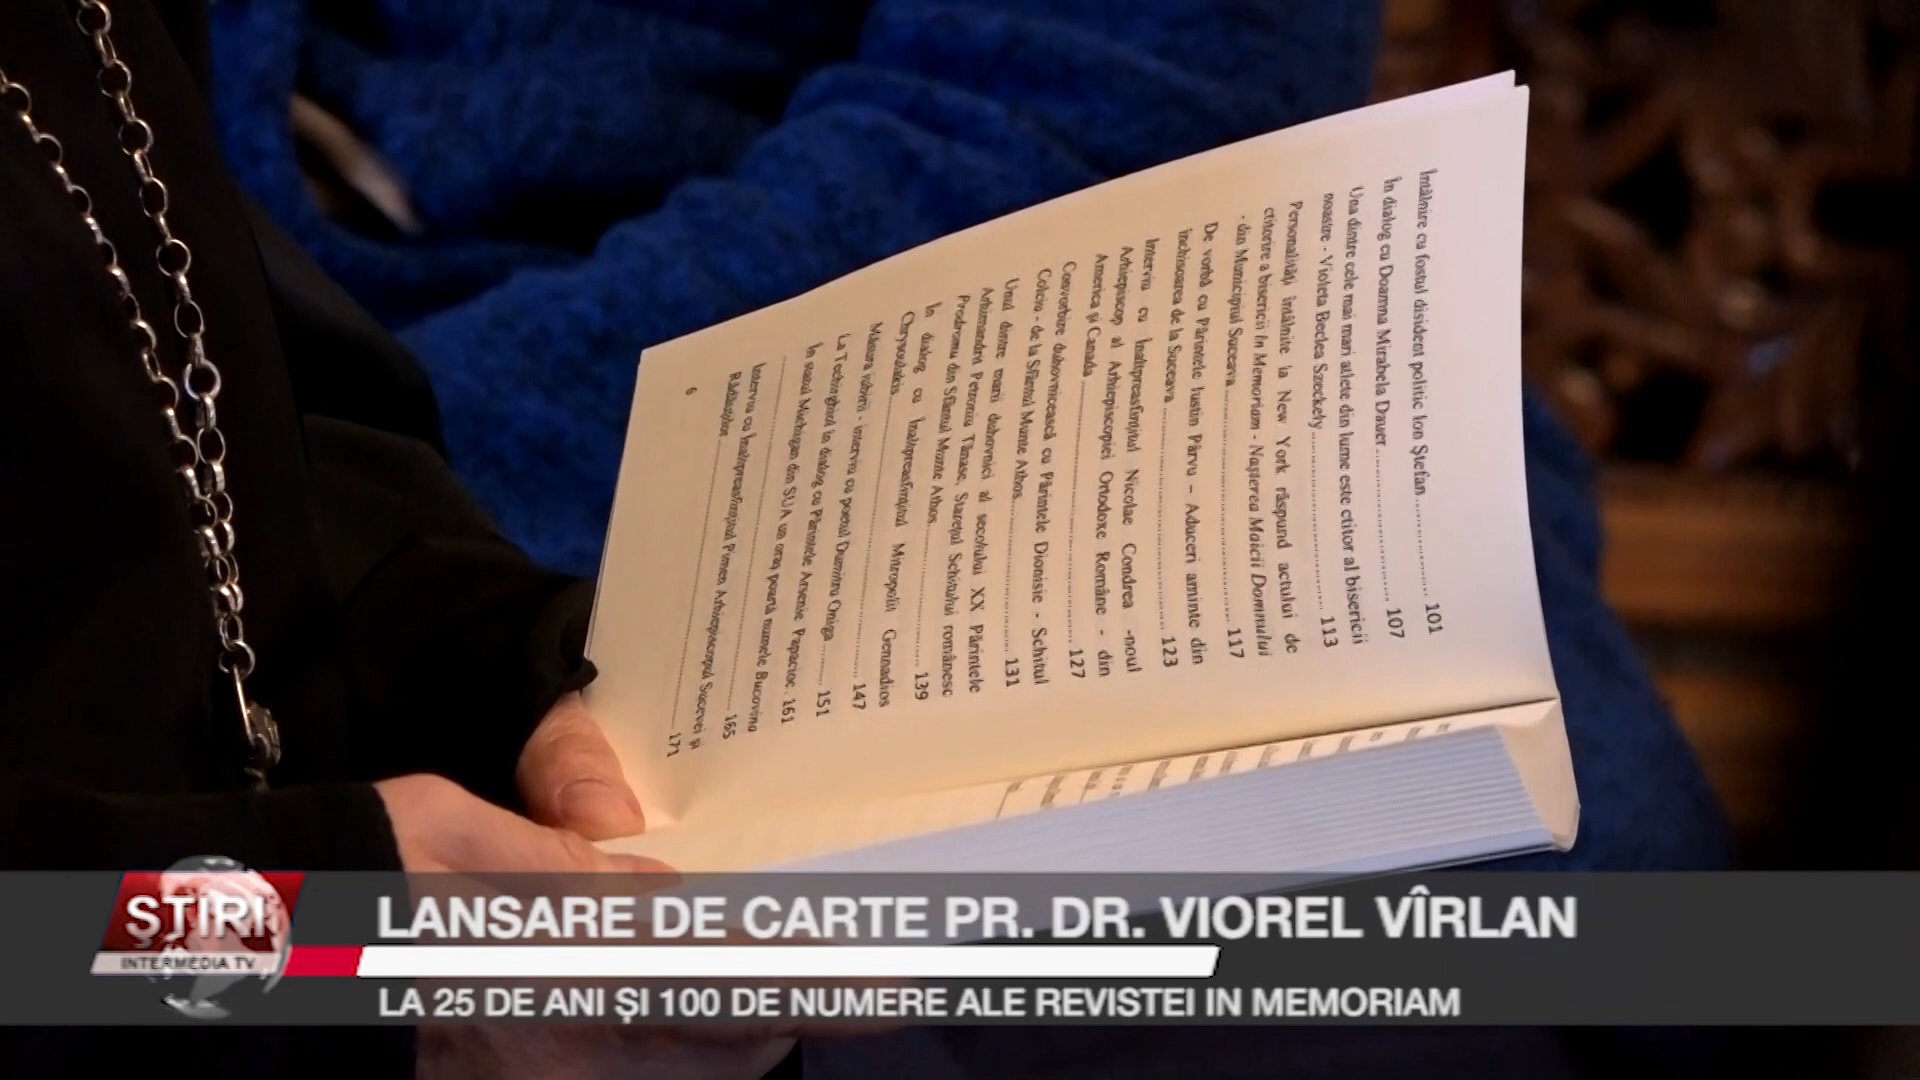 Întâlnire cu fostul disident politic Ion Ștefan ............ 101
În dialog cu Doamna Mirabela Dauer ............ 107
Una dintre cele mai mari atlete din lume este ctitor al bisericii
noastre - Violeta Beclea Szeckely ............ 113
Personalități întâlnite la New York răspund actului de
ctitorire a bisericii In Memoriam - Nașterea Maicii Domnului
- din Municipiul Suceava ............ 117
De vorbă cu Părintele Iustin Pârvu – Aduceri aminte din
închisoarea de la Suceava ............ 123
Interviu cu Înaltpreasfințitul Nicolae Condrea -noul
Arhiepiscop al Arhiepiscopiei Ortodoxe Române - din
America și Canada ............ 127
Convorbire duhovnicească cu Părintele Dionisie - Schitul
Colciu - de la Sfântul Munte Athos ............ 131
Unul dintre marii duhovnici al secolului XX Părintele
Arhimandrit Petroniu Tănase, Starețul Schitului românesc
Prodromu din Sfântul Munte Athos ............ 139
În dialog cu Înaltpreasfințitul Mitropolit Gennadios
Chrysoulakis ............ 147
Măsura iubirii - interviu cu poetul Dumitru Oniga ............ 151
La Techirghiol în dialog cu Părintele Arsenie Papacioc . 161
În statul Michigan din SUA un oraș poartă numele Bucovina
............ 165
Interviu cu Înaltpreasfințitul Pimen Arhiepiscopul Sucevei și
Rădăuților ............ 171
6
ȘTIRI
INTERMEDIA TV
LANSARE DE CARTE PR. DR. VIOREL VÎRLAN
LA 25 DE ANI ȘI 100 DE NUMERE ALE REVISTEI IN MEMORIAM